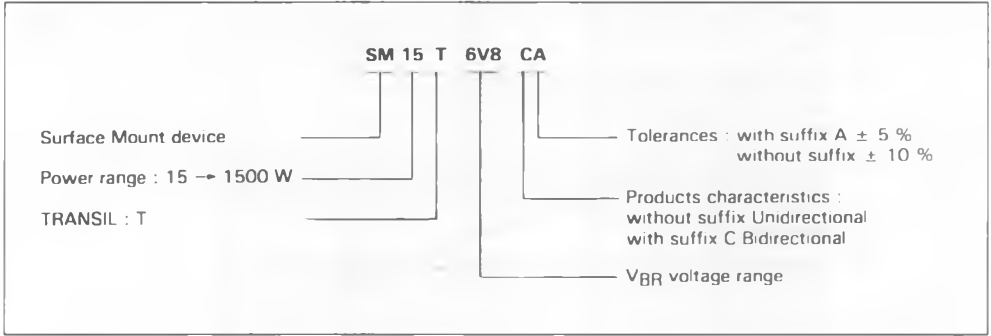 SM 15 T 6V8 CA
Surface Mount device
Power range : 15 → 1500 W
TRANSIL : T
Tolerances : with suffix A ± 5 %
without suffix ± 10 %
Products characteristics :
without suffix Unidirectional
with suffix C Bidirectional
VBR voltage range